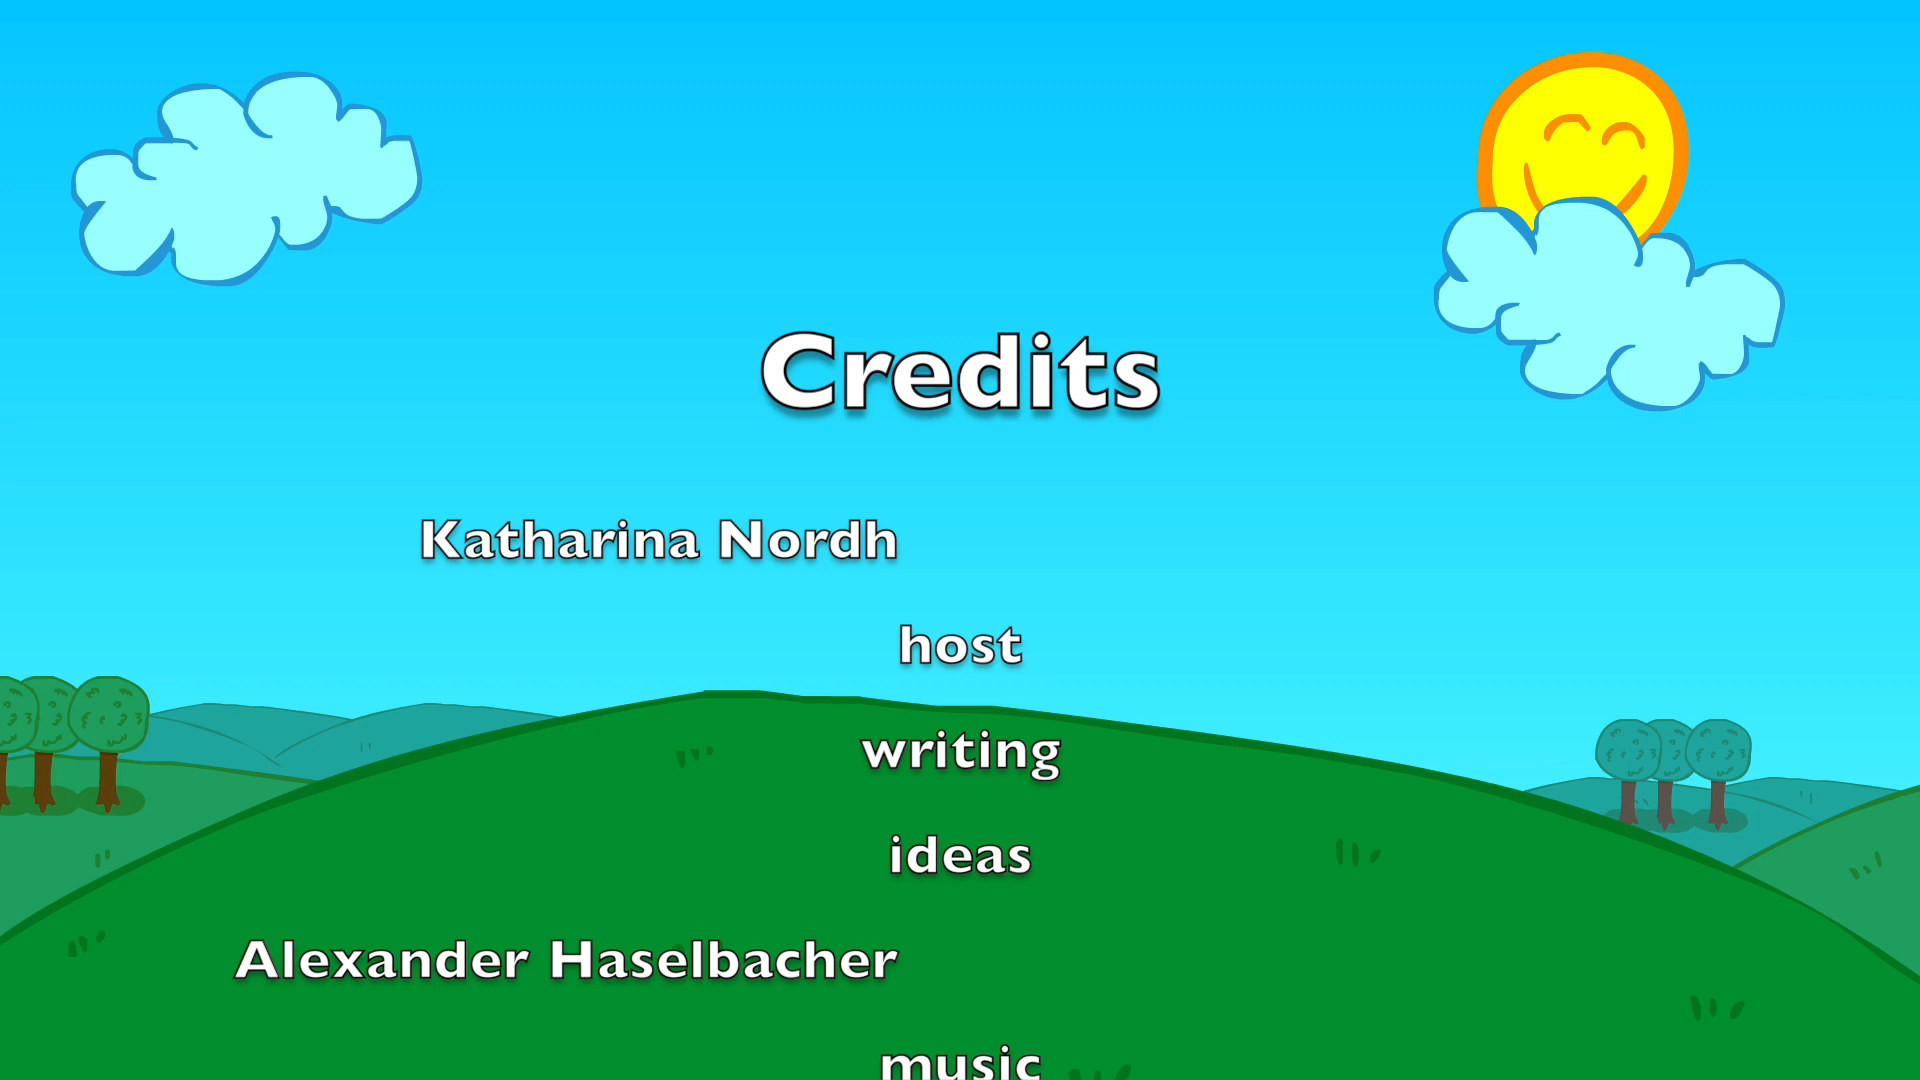 Credits
Katharina Nordh
host
writing
ideas
Alexander Haselbacher
music